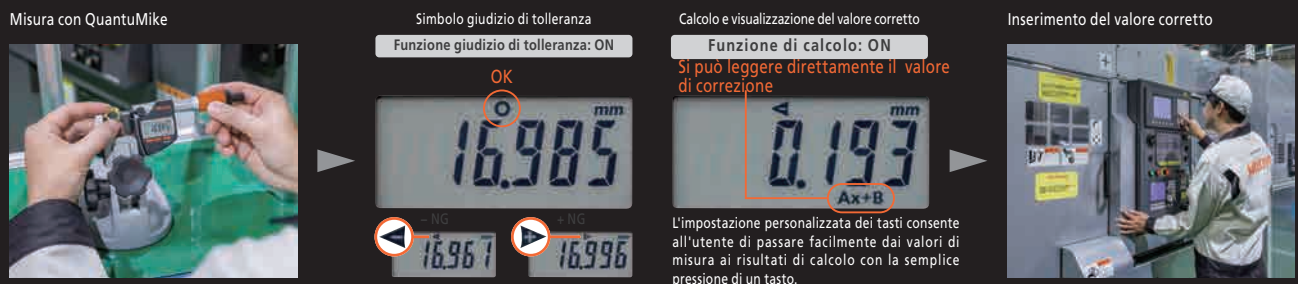 Misura con QuantuMike
Simbolo giudizio di tolleranza
Funzione giudizio di tolleranza: ON
OK
mm
16.985
– NG
+ NG
16.961
16.996
Calcolo e visualizzazione del valore corretto
Funzione di calcolo: ON
Si può leggere direttamente il valore
di correzione
mm
0.193
Ax+B
L'impostazione personalizzata dei tasti consente
all'utente di passare facilmente dai valori di
misura ai risultati di calcolo con la semplice
pressione di un tasto.
Inserimento del valore corretto